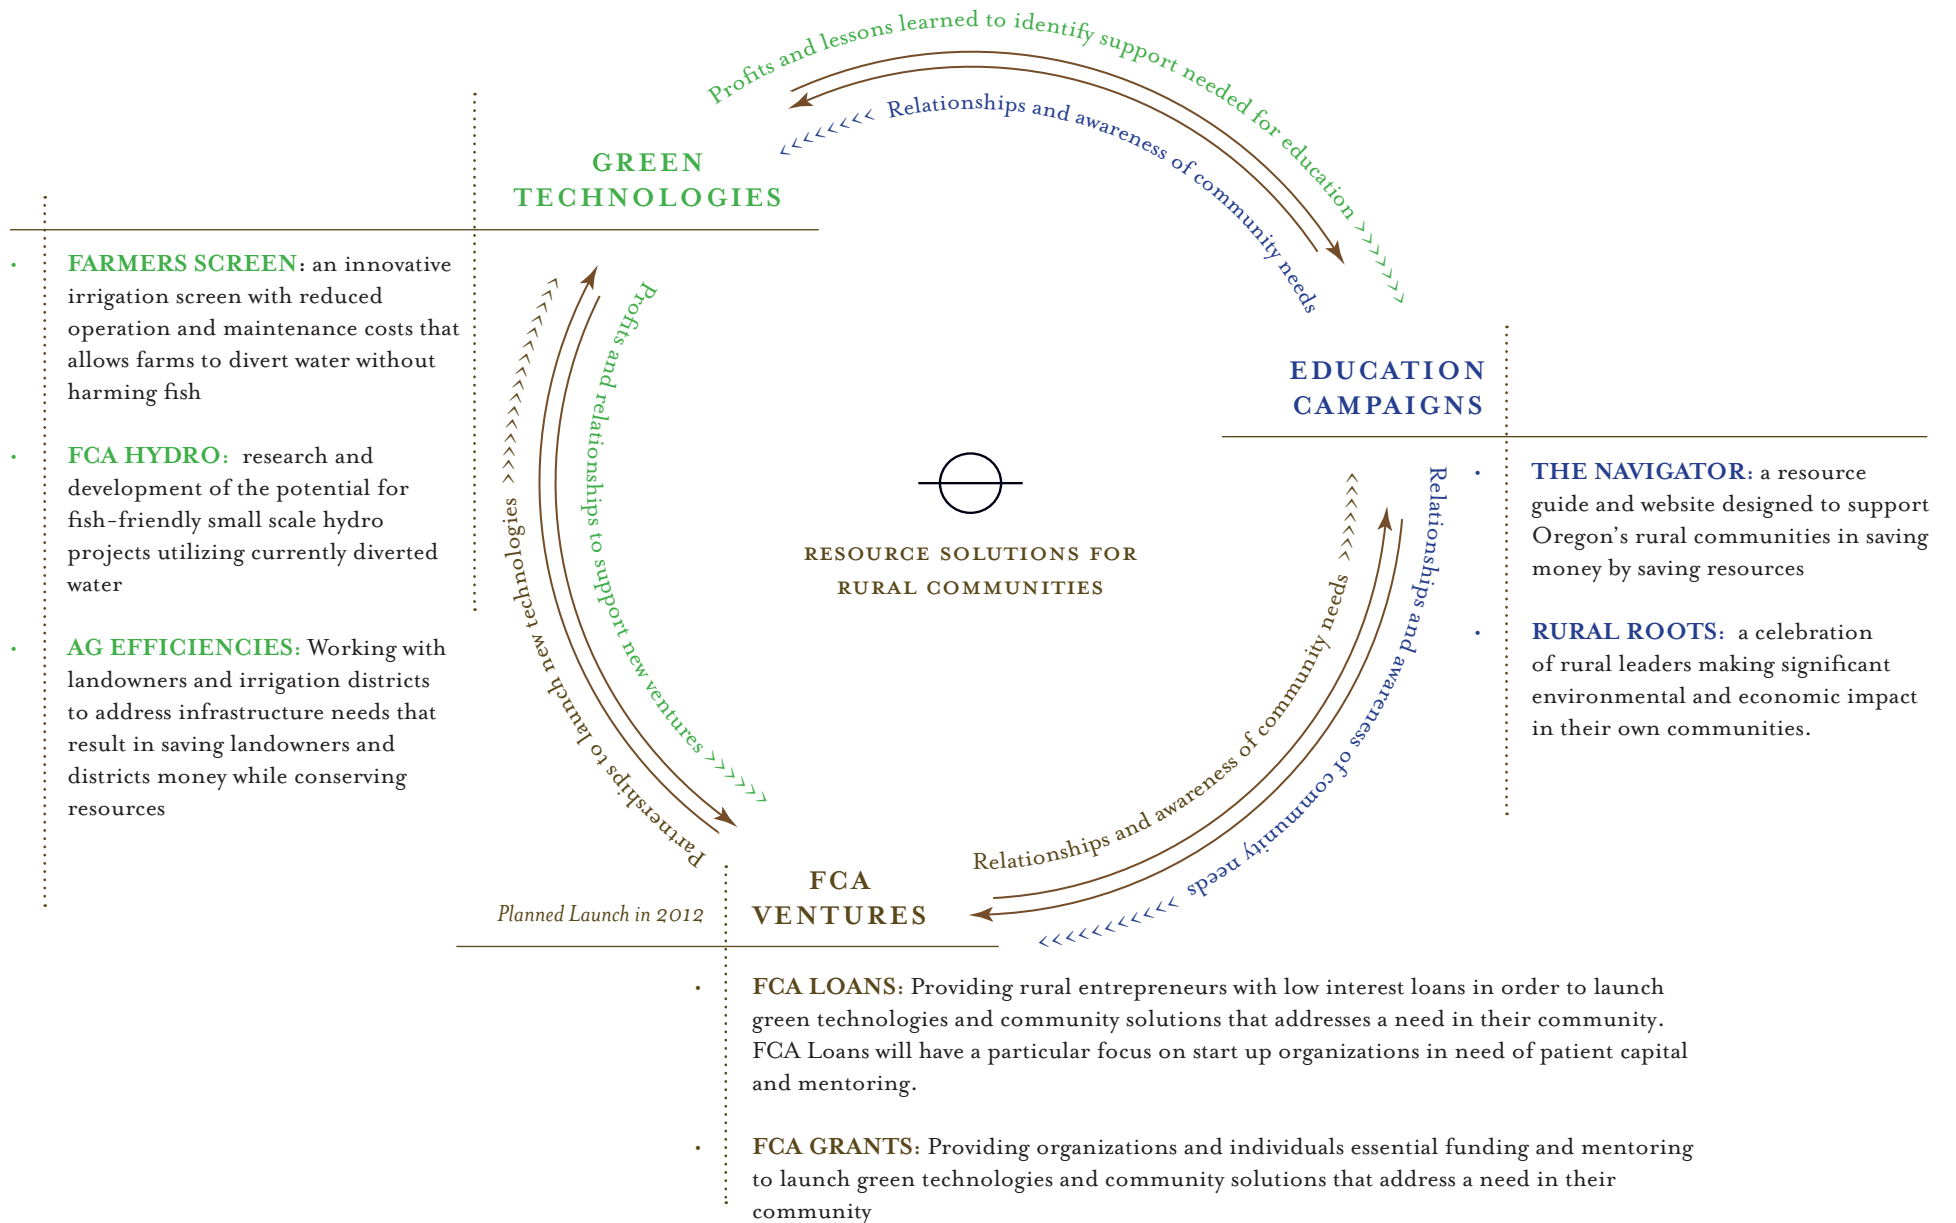 Profits and lessons learned to identify support needed for education >>>>>>>
<<<<<<<< Relationships and awareness of community needs
GREEN
TECHNOLOGIES
• FARMERS SCREEN: an innovative
irrigation screen with reduced
operation and maintenance costs that
allows farms to divert water without
harming fish
• FCA HYDRO: research and
development of the potential for
fish-friendly small scale hydro
projects utilizing currently diverted
water
• AG EFFICIENCIES: Working with
landowners and irrigation districts
to address infrastructure needs that
result in saving landowners and
districts money while conserving
resources
Partnerships to launch new technologies >>>>>>>>>>>>>>>>
Profits and relationships to support new ventures >>>>>>
RESOURCE SOLUTIONS FOR
RURAL COMMUNITIES
EDUCATION
CAMPAIGNS
• THE NAVIGATOR: a resource
guide and website designed to support
Oregon’s rural communities in saving
money by saving resources
• RURAL ROOTS: a celebration
of rural leaders making significant
environmental and economic impact
in their own communities.
Relationships and awareness of community needs >>>>>>>
Relationships and awareness of community needs >>>>>>>>>>>
Planned Launch in 2012
FCA
VENTURES
• FCA LOANS: Providing rural entrepreneurs with low interest loans in order to launch
green technologies and community solutions that addresses a need in their community.
FCA Loans will have a particular focus on start up organizations in need of patient capital
and mentoring.
• FCA GRANTS: Providing organizations and individuals essential funding and mentoring
to launch green technologies and community solutions that address a need in their
community